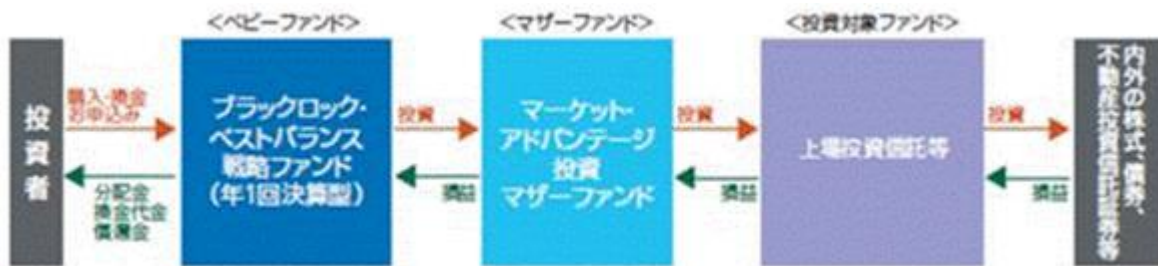 <ベビーファンド>
<マザーファンド>
<投資対象ファンド>
投資者
購入・換金
お申込み
分配金
換金代金
償還金
ブラックロック・
ベストバランス
戦略ファンド
(年1回決算型)
投資
損益
マーケット・
アドバンテージ
投資
マザーファンド
投資
損益
上場投資信託等
投資
損益
内外の株式、債券、
不動産投資信託証券等